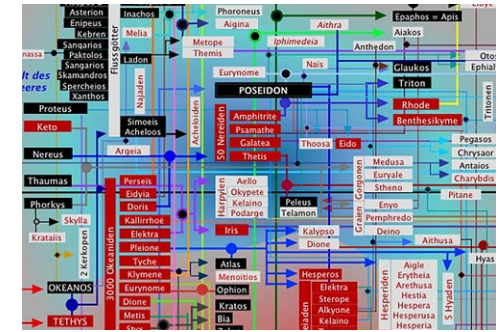 Asterion
Enipeus
Kebren
Sangarios
Paktolos
Sangarios
Skamandros
Spercheios
Xanthos
Flussgötter
Inachos
Melia
Ladon
Najaden
Simoeis
Acheloos
Argeia
Proteus
Keto
Nereus
Thaumas
Phorkys
Skylla
Krataiis
2 Kerkopen
OKEANOS
TETHYS
3000 Okeaniden
Perseis
Eidyia
Doris
Kallirrhoë
Elektra
Pleione
Tyche
Klymene
Eurynome
Dione
Metis
Styx
Phoroneus
Aigina
Metope
Themis
Acheloiden
Aithra
Iphimedeia
Nais
Eurynome
POSEIDON
50 Nereiden
Amphitrite
Psamathe
Galatea
Thetis
Harpyien
Aello
Okypete
Kelaino
Podarge
Iris
Atlas
Menoitios
Ophion
Kratos
Bia
Peleus
Telamon
Thoosa
Eido
Kalypso
Dione
Hesperos
Elektra
Sterope
Alkyone
Kelaino
Epaphos = Apis
Aiakos
Anthedon
Glaukos
Triton
Rhode
Benthesikyme
Tritonen
Gorgonen
Medusa
Euryale
Stheno
Graien
Enyo
Pemphredo
Deino
Pegasos
Chrysaor
Antaios
Charybdis
Pitane
Aithusa
Hyas
5 Hyaden
Hesperiden
Aigle
Erytheia
Arethusa
Hestia
Hespera
Hesperusa